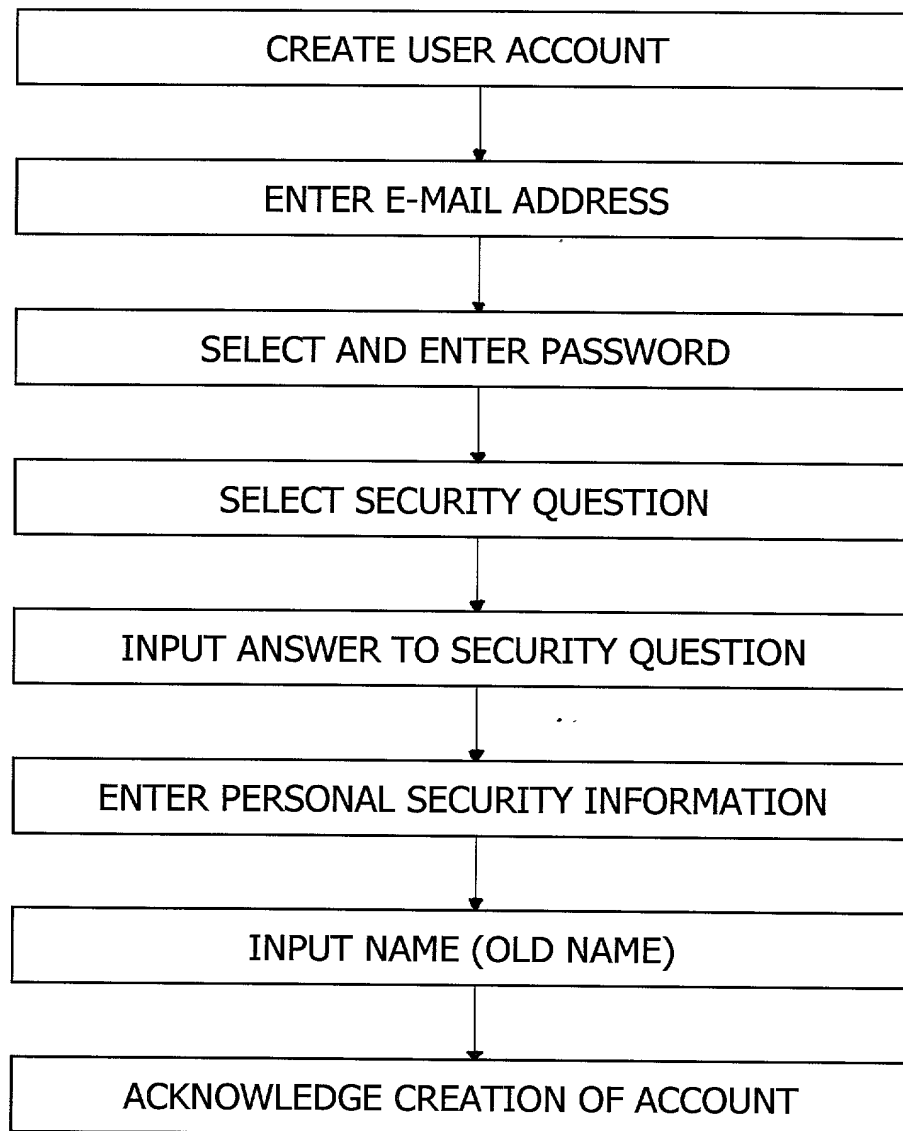 CREATE USER ACCOUNT
ENTER E-MAIL ADDRESS
SELECT AND ENTER PASSWORD
SELECT SECURITY QUESTION
INPUT ANSWER TO SECURITY QUESTION
ENTER PERSONAL SECURITY INFORMATION
INPUT NAME (OLD NAME)
ACKNOWLEDGE CREATION OF ACCOUNT